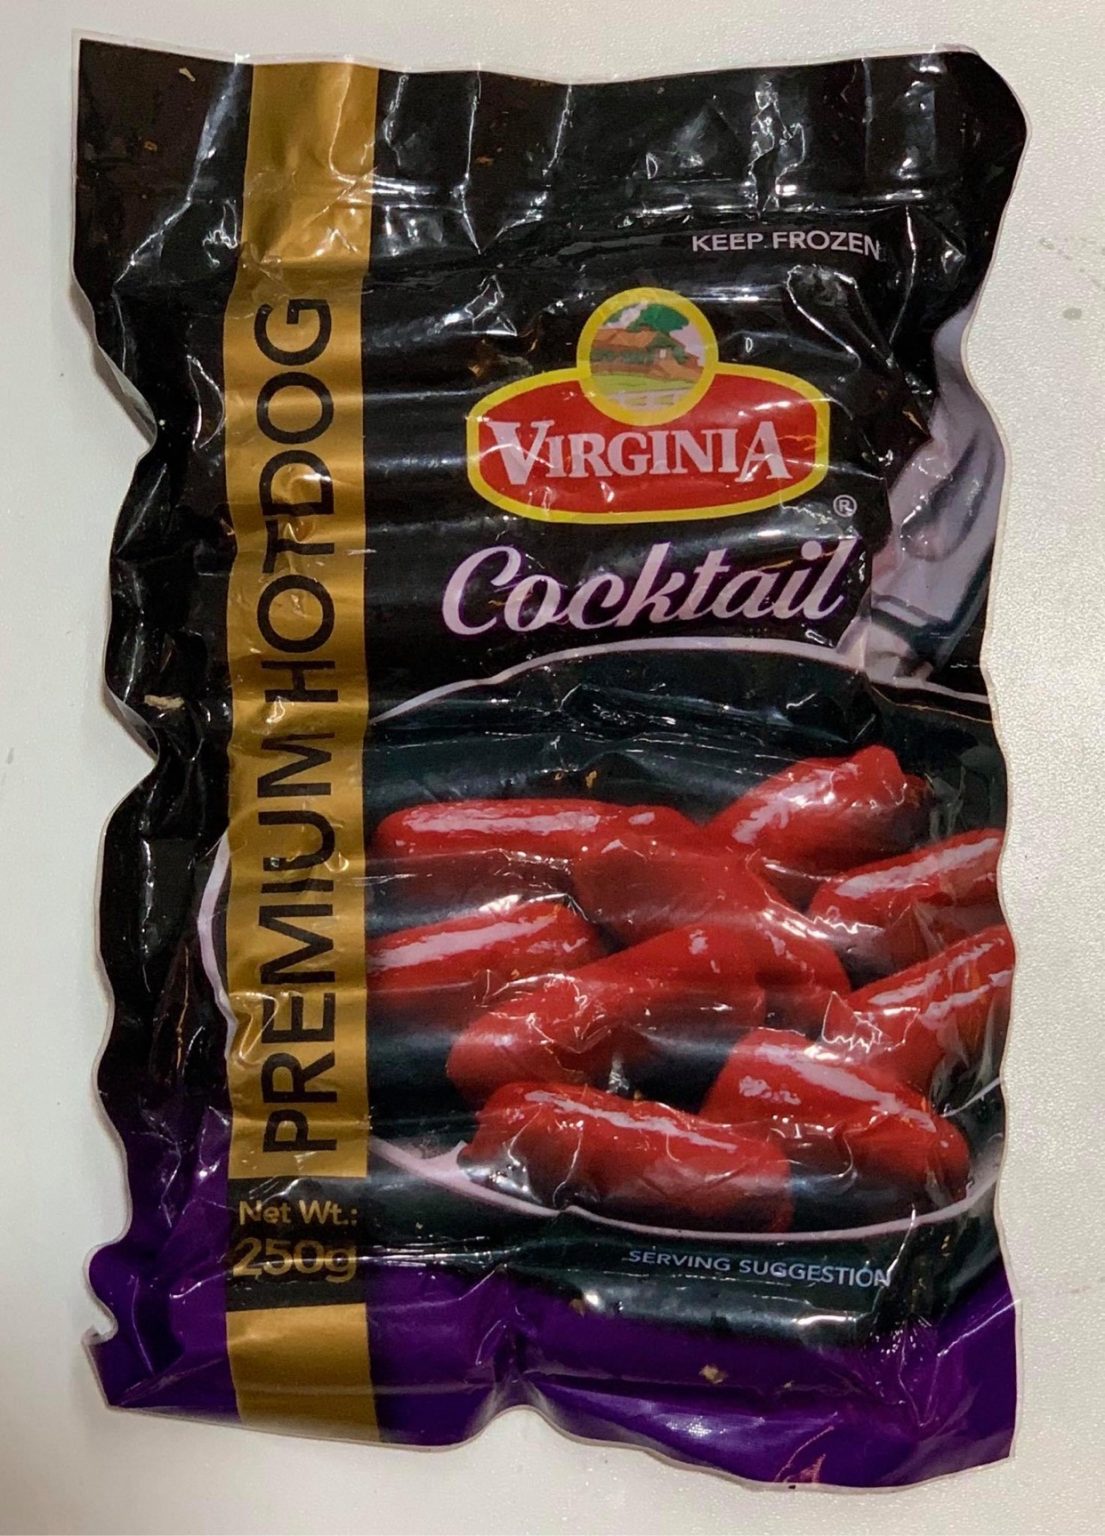 KEEP FROZEN
VIRGINIA
®
Cocktail
PREMIUM HOTDOG
Net Wt.:
250g
SERVING SUGGESTION